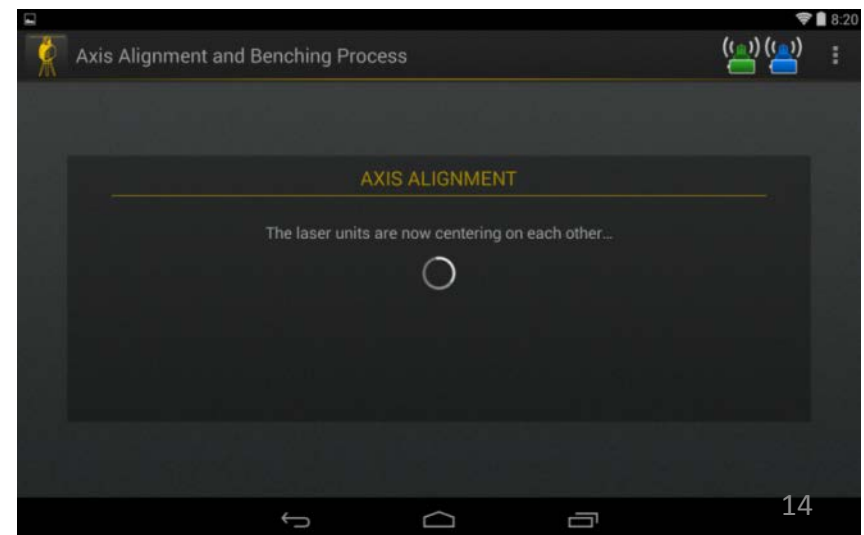 8:20
Axis Alignment and Benching Process
AXIS ALIGNMENT
The laser units are now centering on each other...
14